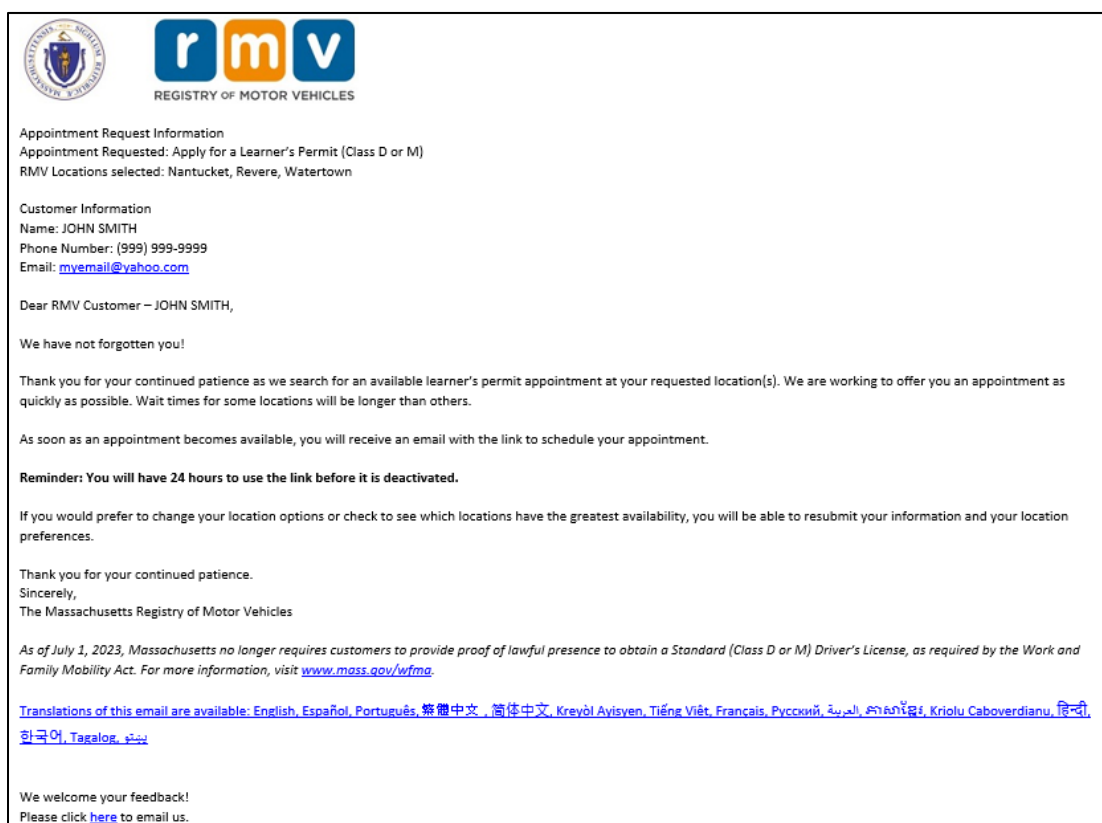 rmv
REGISTRY OF MOTOR VEHICLES
Appointment Request Information
Appointment Requested: Apply for a Learner's Permit (Class D or M)
RMV Locations selected: Nantucket, Revere, Watertown
Customer Information
Name: JOHN SMITH
Phone Number: (999) 999-9999
Email: myemail@yahoo.com
Dear RMV Customer – JOHN SMITH,
We have not forgotten you!
Thank you for your continued patience as we search for an available learner's permit appointment at your requested location(s). We are working to offer you an appointment as
quickly as possible. Wait times for some locations will be longer than others.
As soon as an appointment becomes available, you will receive an email with the link to schedule your appointment.
Reminder: You will have 24 hours to use the link before it is deactivated.
If you would prefer to change your location options or check to see which locations have the greatest availability, you will be able to resubmit your information and your location
preferences.
Thank you for your continued patience.
Sincerely,
The Massachusetts Registry of Motor Vehicles
As of July 1, 2023, Massachusetts no longer requires customers to provide proof of lawful presence to obtain a Standard (Class D or M) Driver's License, as required by the Work and
Family Mobility Act. For more information, visit www.mass.gov/wfma.
Translations of this email are available: English, Español, Português, 繁體中文 , 简体中文, Kreyòl Ayisyen, Tiếng Việt, Français, Русский, العربية, ភាសាខ្មែរ, Kriolu Caboverdianu, हिन्दी,
한국어, Tagalog, پښتو
We welcome your feedback!
Please click here to email us.